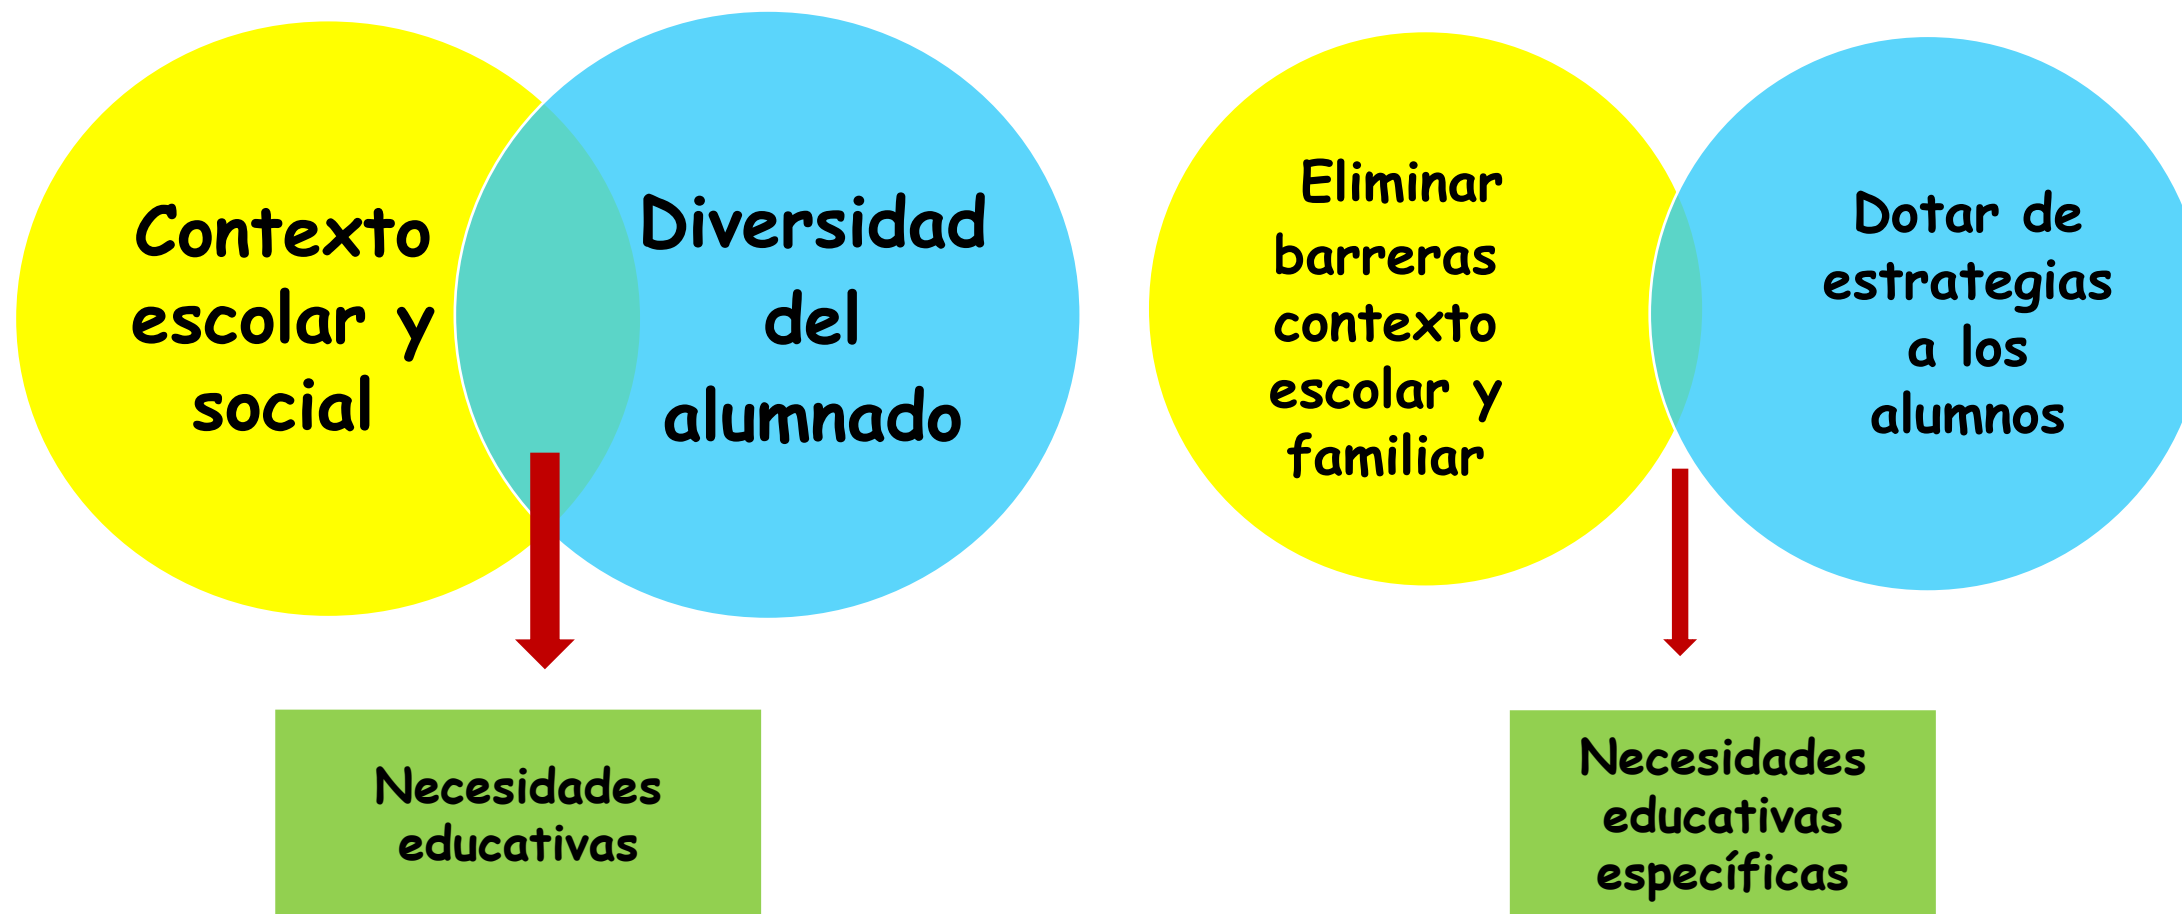 Contexto
escolar y
social
Diversidad
del
alumnado
Necesidades
educativas
Eliminar
barreras
contexto
escolar y
familiar
Dotar de
estrategias
a los
alumnos
Necesidades
educativas
específicas